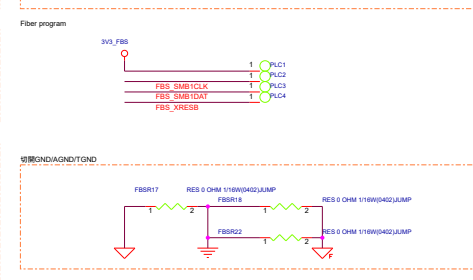 Fiber program
3V3_FBS
1 PLC1
1 PLC2
FBS_SMB1CLK 1 PLC3
FBS_SMB1DAT 1 PLC4
FBS_XRESB
切開GND/AGND/TGND
FBSR17 RES 0 OHM 1/16W(0402)JUMP
1 2
FBSR18 RES 0 OHM 1/16W(0402)JUMP
1 2
FBSR22 RES 0 OHM 1/16W(0402)JUMP
1 2
F